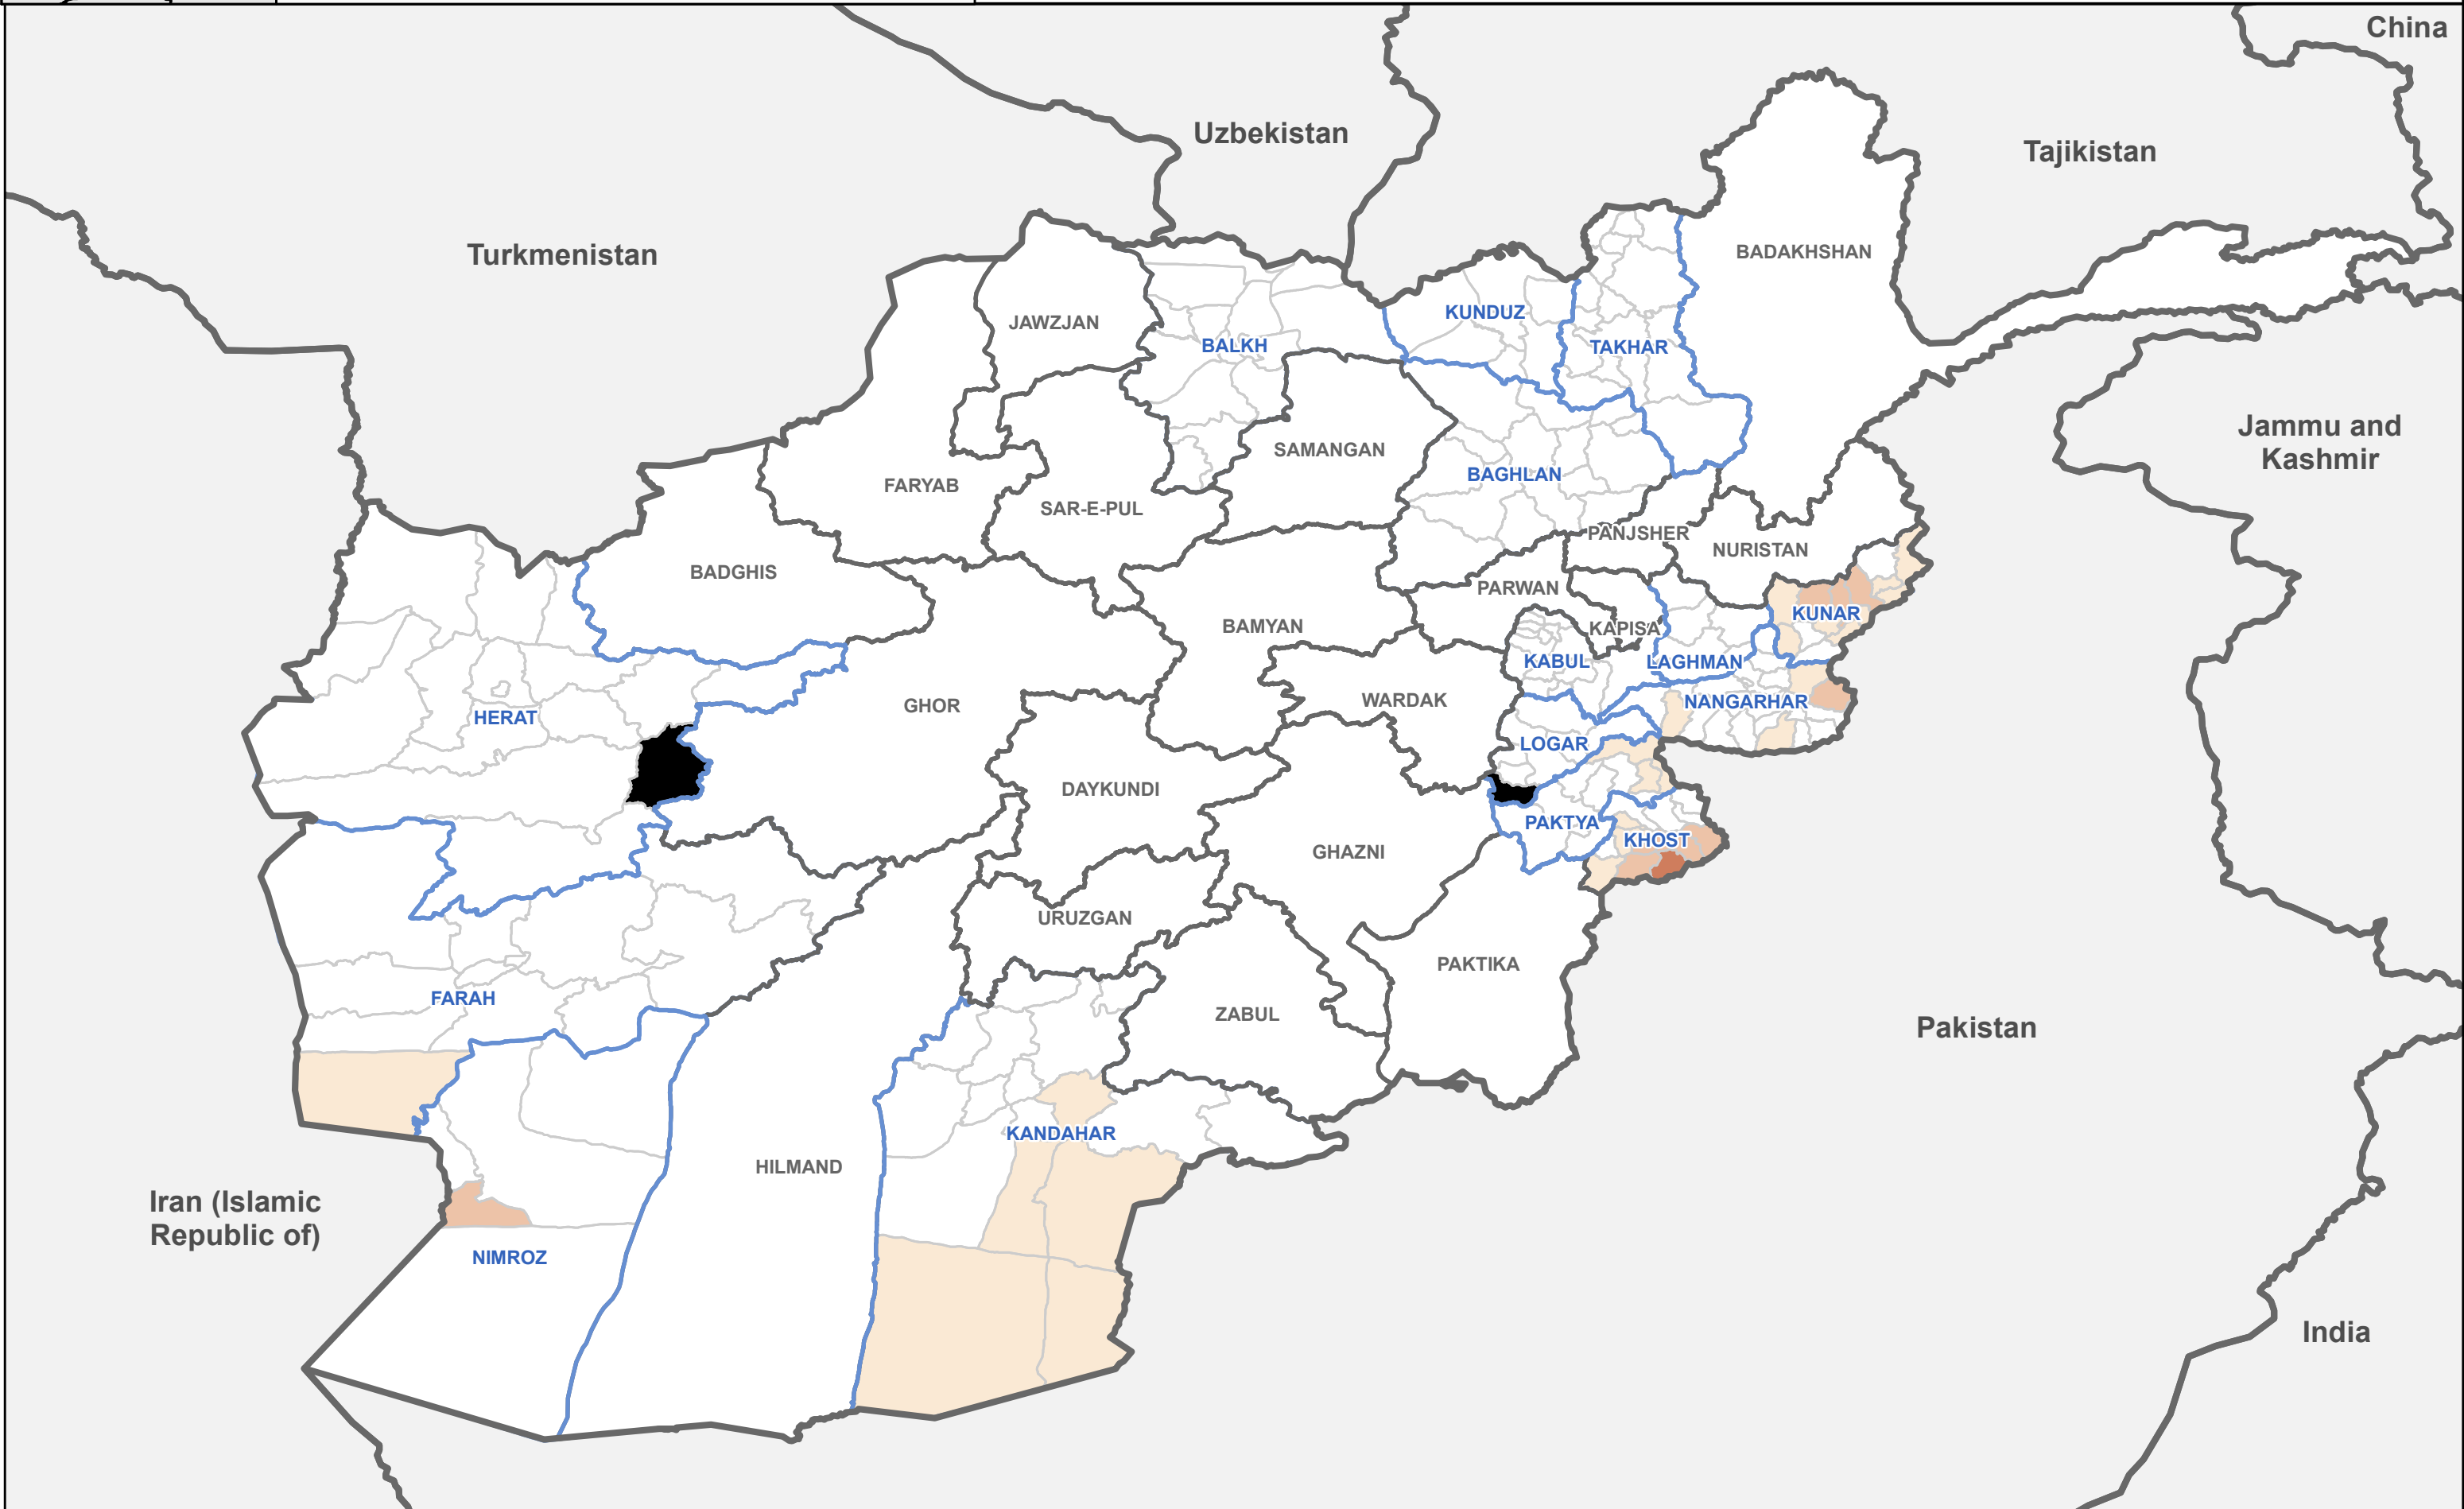 China
Uzbekistan
Tajikistan
Turkmenistan
BADAKHSHAN
KUNDUZ
JAWZJAN
BALKH
TAKHAR
Jammu and
Kashmir
SAMANGAN
BAGHLAN
FARYAB
SAR-E-PUL
PANJSHER
NURISTAN
BADGHIS
PARWAN
KUNAR
BAMYAN
KAPISA
KABUL
LAGHMAN
WARDAK
NANGARHAR
GHOR
HERAT
LOGAR
DAYKUNDI
PAKTYA
KHOST
GHAZNI
URUZGAN
PAKTIKA
FARAH
ZABUL
Pakistan
KANDAHAR
HILMAND
Iran (Islamic
Republic of)
NIMROZ
India